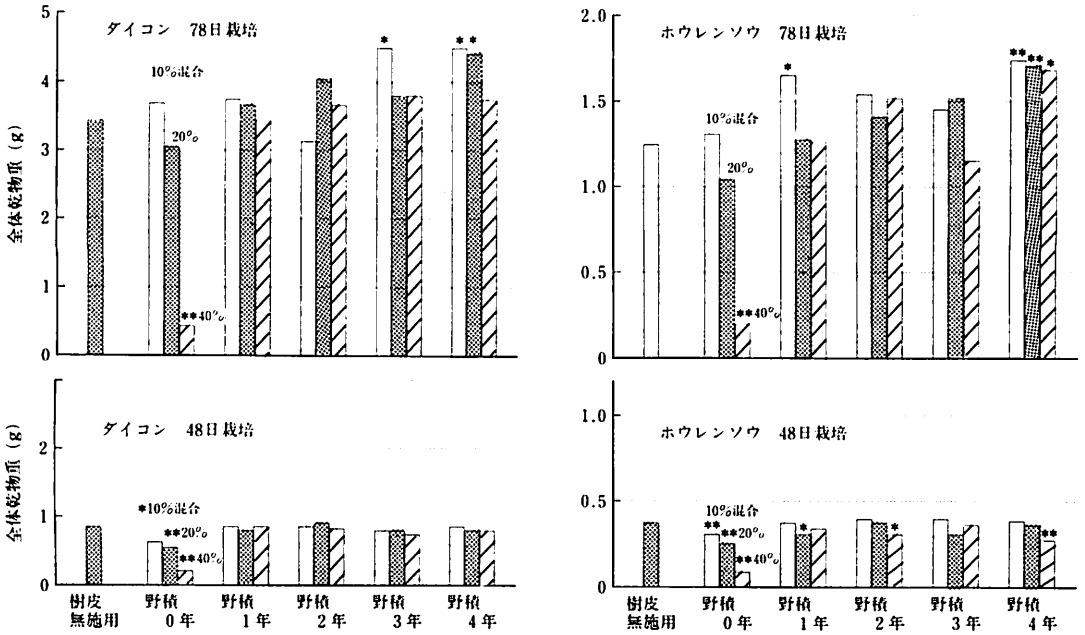 ダイコン 78日栽培
5
4
3
2
1
0
全体乾物重 (g)
10%混合
20%
**40%
*
* *
ホウレンソウ 78日栽培
2.0
1.5
1.0
0.5
0
10%混合
20%
**40%
*
** ** *
ダイコン 48日栽培
2
1
0
全体乾物重 (g)
*10%混合
**20%
**40%
樹皮 野積 野積 野積 野積 野積
無施用 0年 1年 2年 3年 4年
ホウレンソウ 48日栽培
1.0
0.5
0
10%混合
**
**20%
**40%
*
*
**
樹皮 野積 野積 野積 野積 野積
無施用 0年 1年 2年 3年 4年